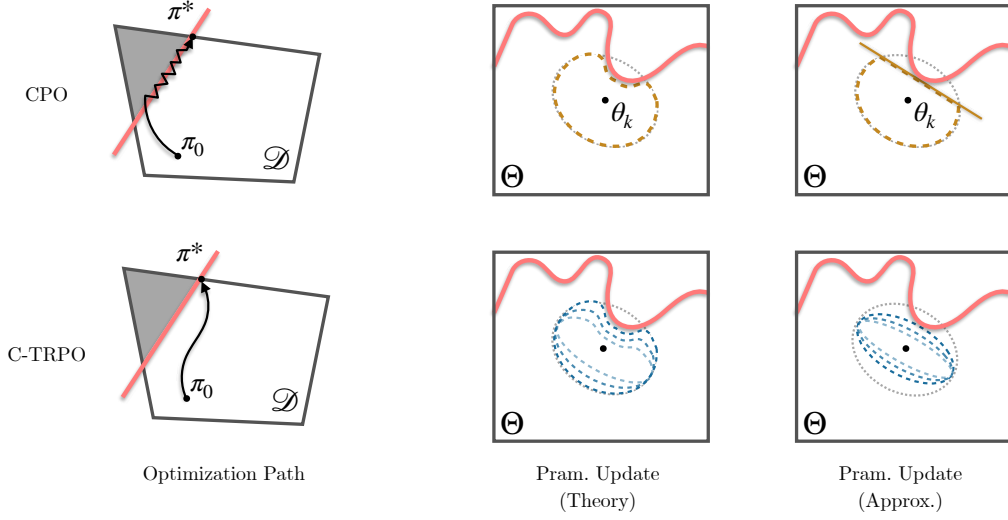 CPO
π*
π0
𝒟
θk
Θ
θk
Θ
C-TRPO
π*
π0
𝒟
Θ
Θ
Optimization Path
Pram. Update
(Theory)
Pram. Update
(Approx.)